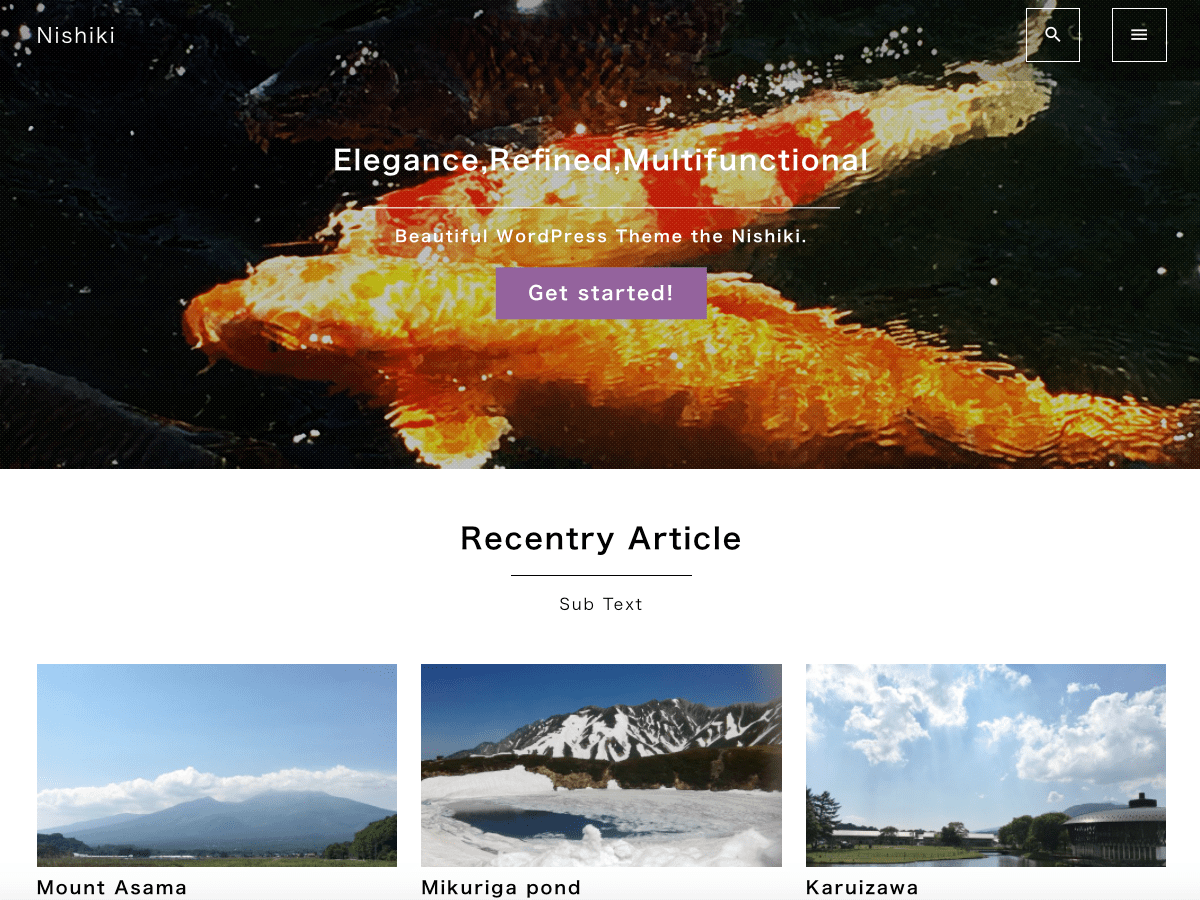 Nishiki
Elegance,Refined,Multifunctional
Beautiful WordPress Theme the Nishiki.
Get started!
Recentry Article
Sub Text
Mount Asama
Mikuriga pond
Karuizawa